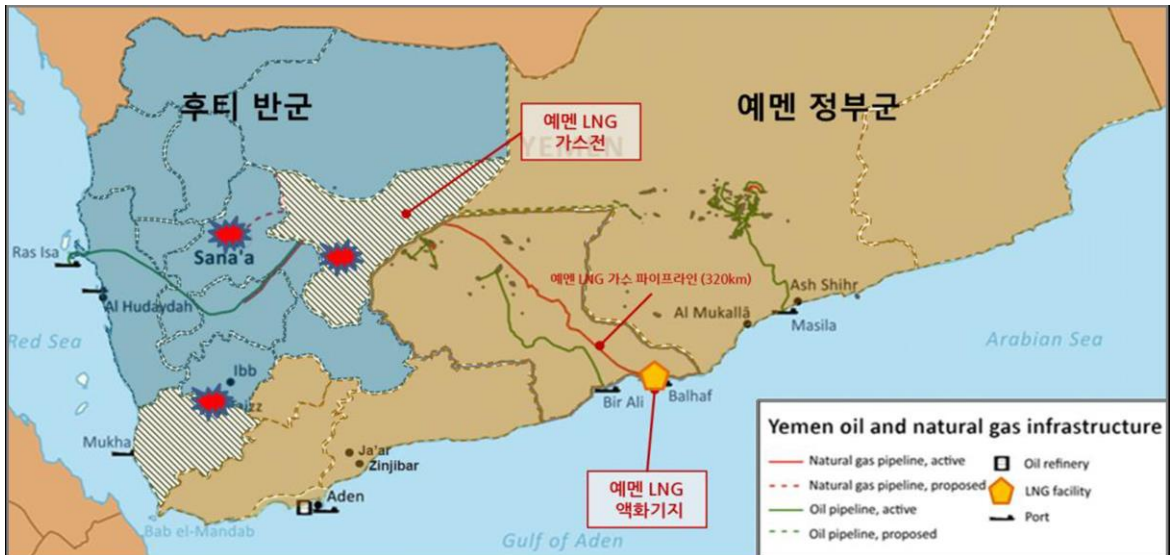 후티 반군
예멘 정부군
예멘 LNG
가스전
YEMEN
Sana'a
Ras Isa
Al Hudaydah
Red Sea
예멘 LNG 가스 파이프라인 (320km)
Ash Shihr
Al Mukallā
Masila
Arabian Sea
Ibb
Bir Ali
Balhaf
Mukha
Ja'ar
Zinjibar
Aden
Bab el-Mandab
Gulf of Aden
예멘 LNG
액화기지
Yemen oil and natural gas infrastructure
Natural gas pipeline, active
Natural gas pipeline, proposed
Oil pipeline, active
Oil pipeline, proposed
Oil refinery
LNG facility
Port